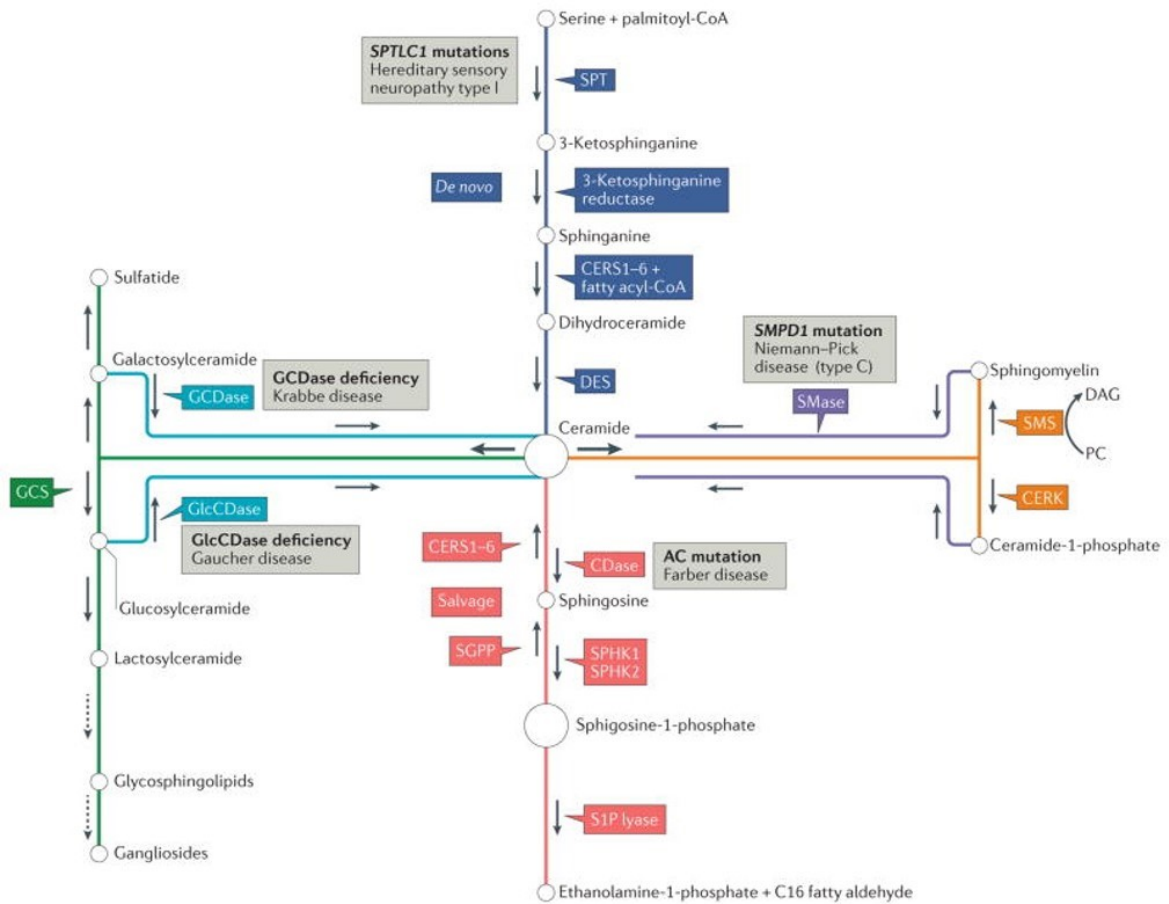 Serine + palmitoyl-CoA
SPTLC1 mutations
Hereditary sensory
neuropathy type I
SPT
3-Ketosphinganine
De novo
3-Ketosphinganine
reductase
Sphinganine
CERS1–6 +
fatty acyl-CoA
Sulfatide
Dihydroceramide
SMPD1 mutation
Niemann–Pick
disease (type C)
Galactosylceramide
GCDase deficiency
Krabbe disease
GCDase
DES
SMase
Sphingomyelin
DAG
SMS
PC
Ceramide
GCS
GlcCDase
CERK
GlcCDase deficiency
Gaucher disease
CERS1–6
CDase
AC mutation
Farber disease
Ceramide-1-phosphate
Glucosylceramide
Salvage
Sphingosine
SGPP
SPHK1
SPHK2
Lactosylceramide
Sphigosine-1-phosphate
Glycosphingolipids
S1P lyase
Gangliosides
Ethanolamine-1-phosphate + C16 fatty aldehyde